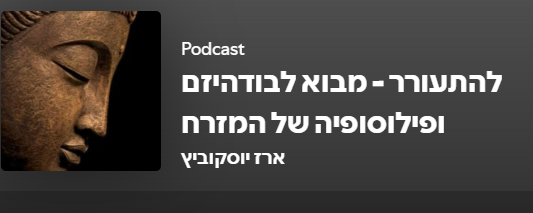 Podcast
להתעורר - מבוא לבודהיזם
ופילוסופיה של המזרח
ארז יוסקוביץ